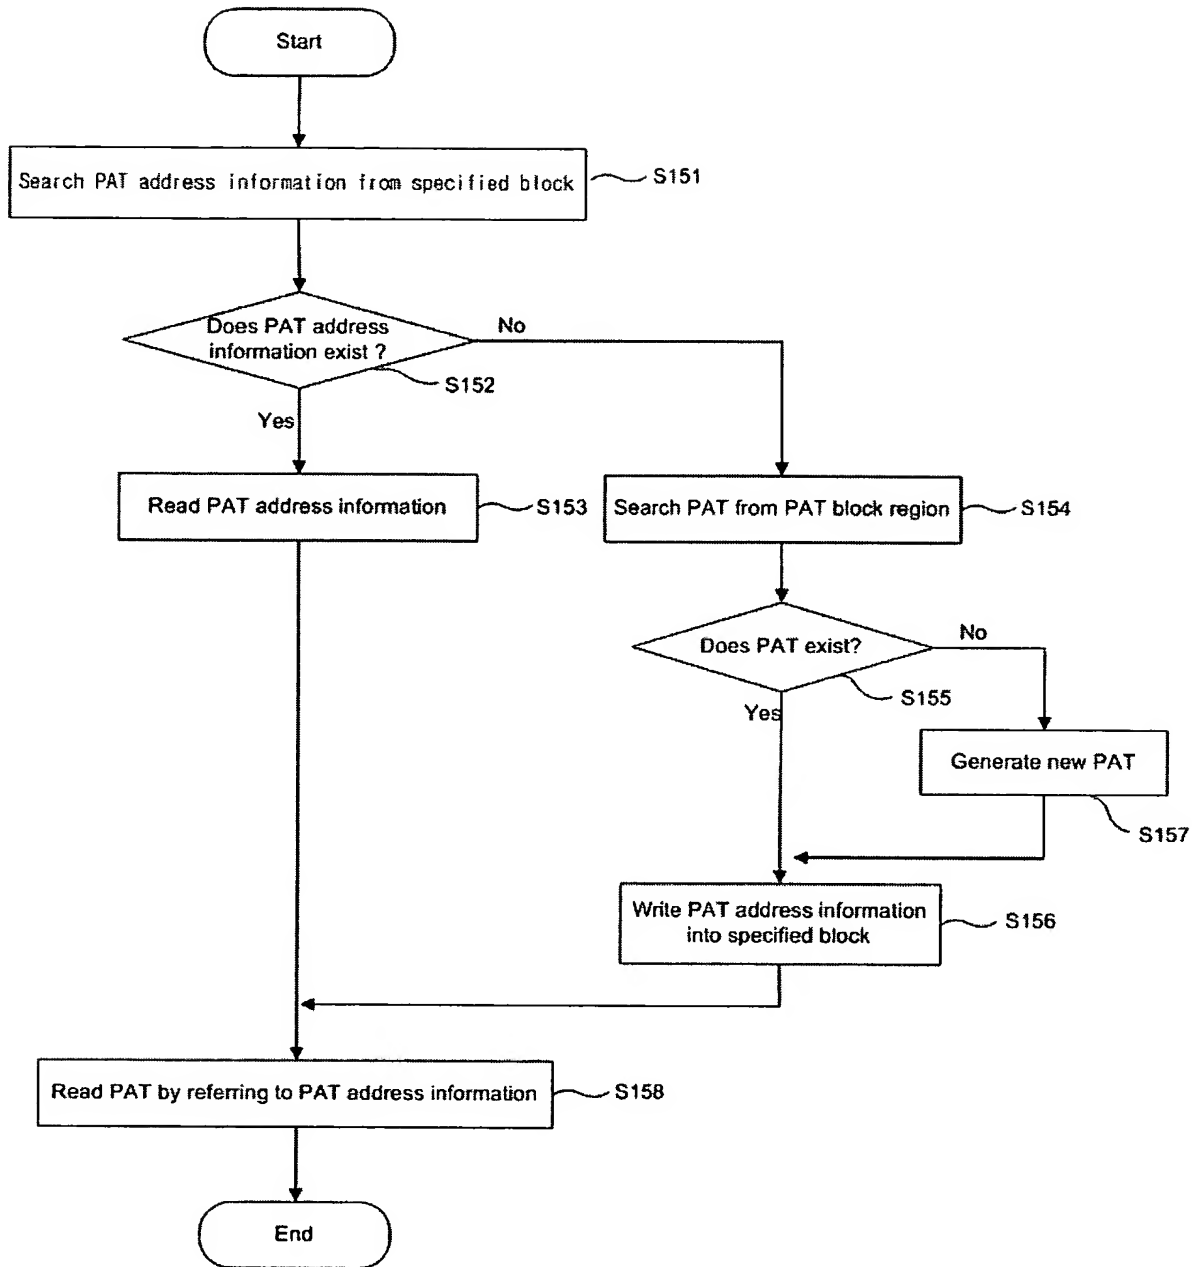 Start
Search PAT address information from specified block
S151
Does PAT address
information exist ?
No
S152
Yes
Read PAT address information
S153
Search PAT from PAT block region
S154
Does PAT exist?
No
S155
Yes
Generate new PAT
S157
Write PAT address information
into specified block
S156
Read PAT by referring to PAT address information
S158
End